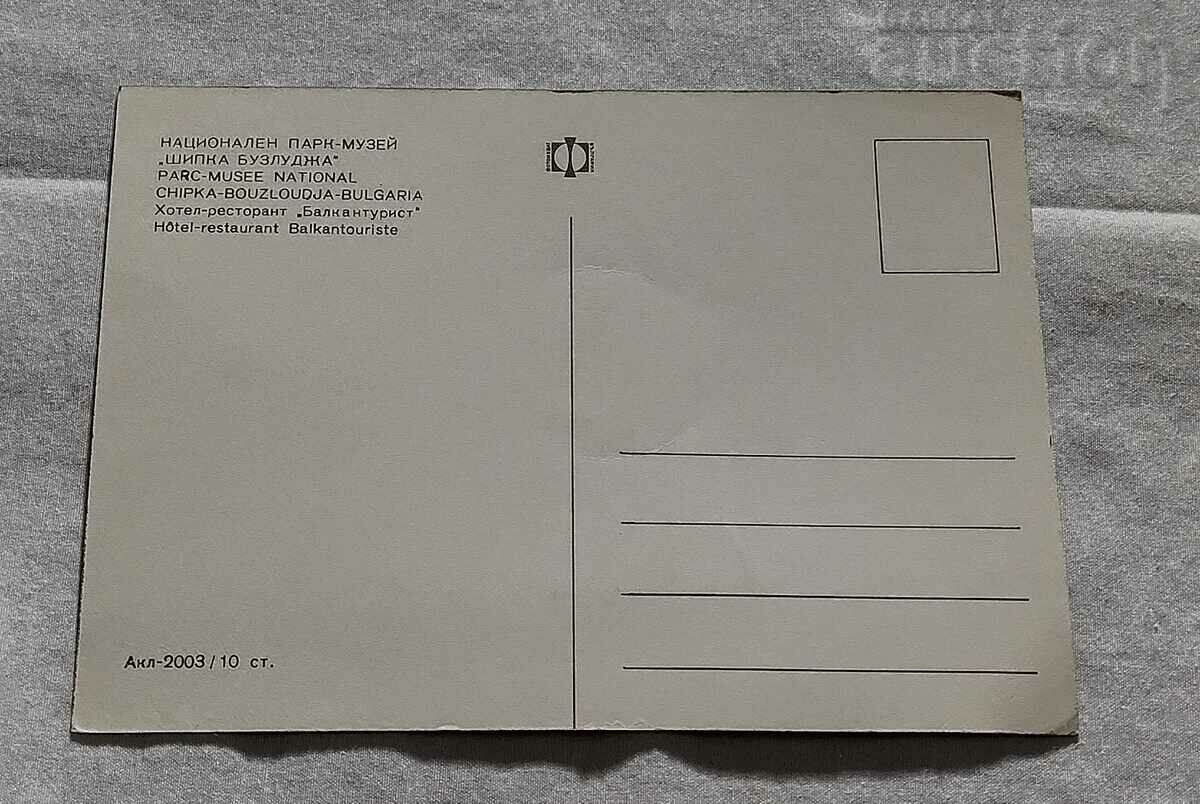 НАЦИОНАЛЕН ПАРК-МУЗЕЙ
„ШИПКА БУЗЛУДЖА"
PARC-MUSEE NATIONAL
CHIPKA-BOUZLOUDJA-BULGARIA
Хотел-ресторант „Балкантурист"
Hôtel-restaurant Balkantouriste
Акл-2003/10 ст.